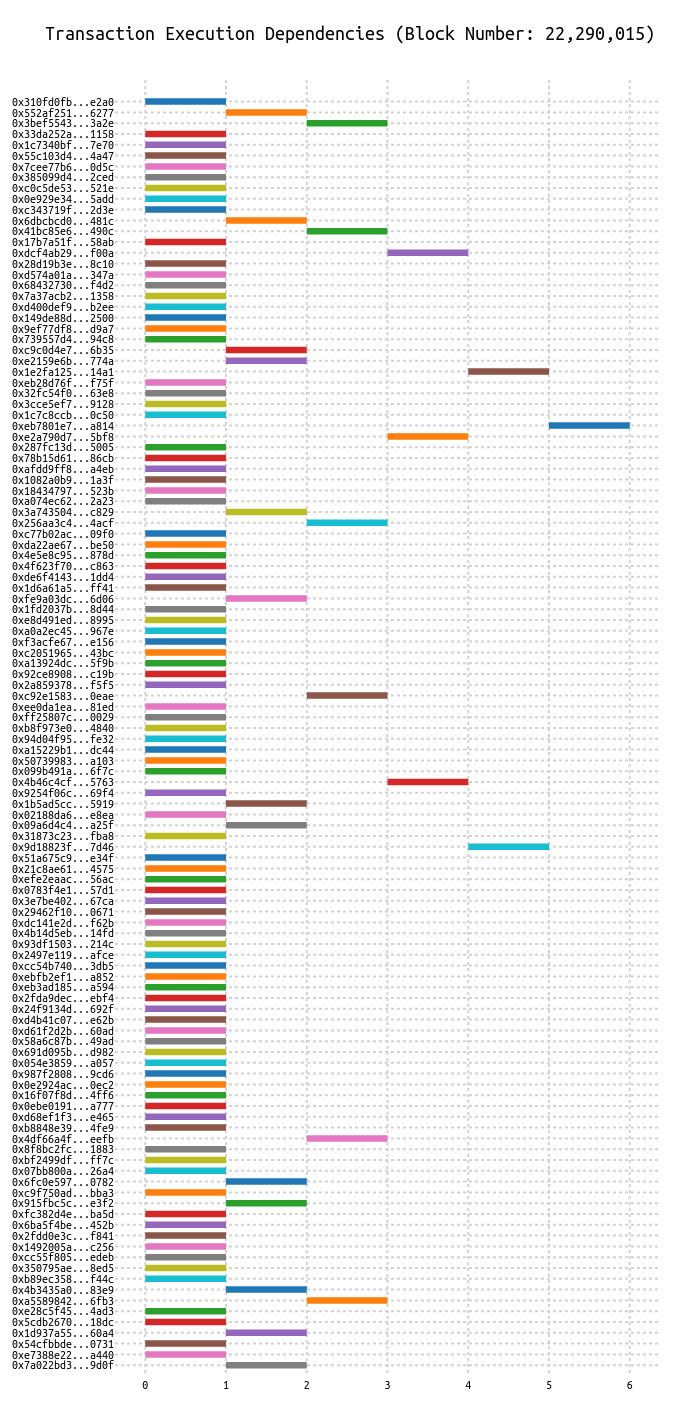 Transaction Execution Dependencies (Block Number: 22,290,015)
0x310fd0fb...e2a0
0x552af251...6277
0x3bef5543...3a2e
0x33da252a...1158
0x1c7340bf...7e70
0x55c103d4...4a47
0x7cee77b6...0d5c
0x385099d4...2ced
0xc0c5de53...521e
0x0e929e34...5add
0xc343719f...2d3e
0x6dbcbcd0...481c
0x41bc85e6...490c
0x17b7a51f...58ab
0xdcf4ab29...f00a
0x28d19b3e...8c10
0xd574a01a...347a
0x68432730...f4d2
0x7a37acb2...1358
0xd400def9...b2ee
0x149de88d...2500
0x9ef77df8...d9a7
0x739557d4...94c8
0xc9c0d4e7...6b35
0xe2159e6b...774a
0x1e2fa125...14a1
0xeb28d76f...f75f
0x32fc54f0...63e8
0x3cce5ef7...9128
0x1c7c8ccb...0c50
0xeb7801e7...a814
0xe2a790d7...5bf8
0x287fc13d...5005
0x78b15d61...86cb
0xafdd9ff8...a4eb
0x1082a0b9...1a3f
0x18434797...523b
0xa074ec62...2a23
0x3a743504...c829
0x256aa3c4...4acf
0xc77b02ac...09f0
0xda22ae67...be50
0x4e5e8c95...878d
0x4f623f70...c863
0xde6f4143...1dd4
0x1d6a61a5...ff41
0xfe9a03dc...6d06
0x1fd2037b...8d44
0xe8d491ed...8995
0xa0a2ec45...967e
0xf3acfe67...e156
0xc2051965...43bc
0xa13924dc...5f9b
0x92ce8908...c19b
0x2a859378...f5f5
0xc92e1583...0eae
0xee0da1ea...81ed
0xff25807c...0029
0xb8f973e0...4840
0x94d04f95...fe32
0xa15229b1...dc44
0x50739983...a103
0x099b491a...6f7c
0x4b46c4cf...5763
0x9254f06c...69f4
0x1b5ad5cc...5919
0x02188da6...e8ea
0x09a6d4c4...a25f
0x31873c23...fba8
0x9d18823f...7d46
0x51a675c9...e34f
0x21c8ae61...4575
0xefe2eaac...56ac
0x0783f4e1...57d1
0x3e7be402...67ca
0x29462f10...0671
0xdc141e2d...f62b
0x4b14d5eb...14fd
0x93df1503...214c
0x2497e119...afce
0xcc54b740...3db5
0xebfb2ef1...a852
0xeb3ad185...a594
0x2fda9dec...ebf4
0x24f9134d...692f
0xd4b41c07...e62b
0xd61f2d2b...60ad
0x58a6c87b...49ad
0x691d095b...d982
0x054e3859...a057
0x987f2808...9cd6
0x0e2924ac...0ec2
0x16f07f8d...4ff6
0x0ebe0191...a777
0xd68ef1f3...e465
0xb8848e39...4fe9
0x4df66a4f...eefb
0x8f8bc2fc...1883
0xbf2499df...ff7c
0x07bb800a...26a4
0x6fc0e597...0782
0xc9f750ad...bba3
0x915fbc5c...e3f2
0xfc382d4e...ba5d
0x6ba5f4be...452b
0x2fdd0e3c...f841
0x1492005a...c256
0xcc55f805...edeb
0x350795ae...8ed5
0xb89ec358...f44c
0x4b3435a0...83e9
0xa5589842...6fb3
0xe28c5f45...4ad3
0x5cdb2670...18dc
0x1d937a55...60a4
0x54cfbbde...0731
0xe7388e22...a440
0x7a022bd3...9d0f
0 1 2 3 4 5 6